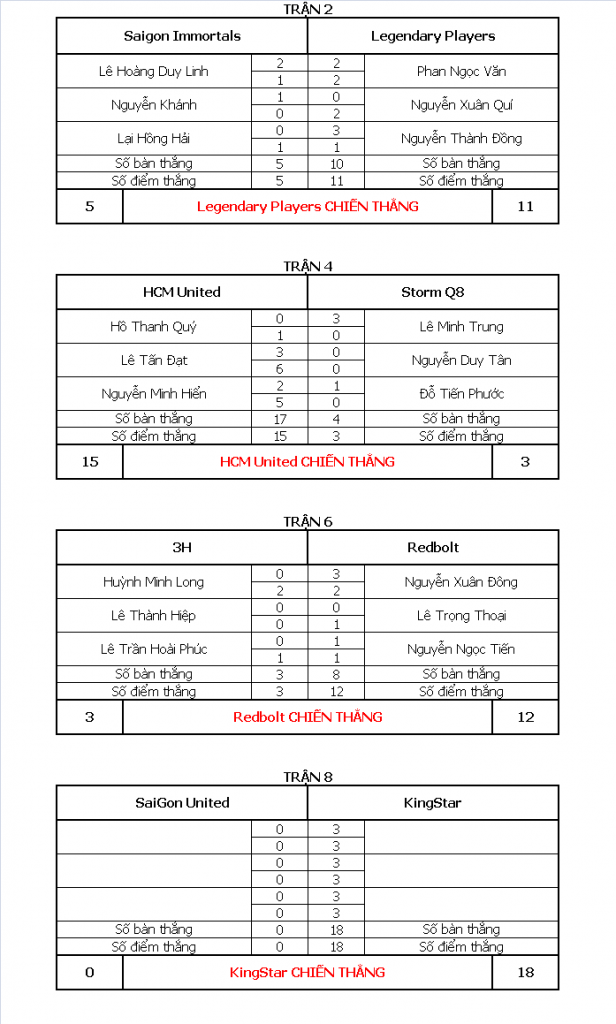 TRẬN 2
Saigon Immortals Legendary Players
Lê Hoàng Duy Linh 2 2 Phan Ngọc Văn
1 2
Nguyễn Khánh 1 0 Nguyễn Xuân Quí
0 2
Lại Hồng Hải 0 3 Nguyễn Thành Đồng
1 1
Số bàn thắng 5 10 Số bàn thắng
Số điểm thắng 5 11 Số điểm thắng
5 Legendary Players CHIẾN THẮNG 11
TRẬN 4
HCM United Storm Q8
Hồ Thanh Quý 0 3 Lê Minh Trung
1 0
Lê Tấn Đạt 3 0 Nguyễn Duy Tân
6 0
Nguyễn Minh Hiển 2 1 Đỗ Tiến Phước
5 0
Số bàn thắng 17 4 Số bàn thắng
Số điểm thắng 15 3 Số điểm thắng
15 HCM United CHIẾN THẮNG 3
TRẬN 6
3H Redbolt
Huỳnh Minh Long 0 3 Nguyễn Xuân Đông
2 2
Lê Thành Hiệp 0 0 Lê Trọng Thoại
0 1
Lê Trần Hoài Phúc 0 1 Nguyễn Ngọc Tiến
1 1
Số bàn thắng 3 8 Số bàn thắng
Số điểm thắng 3 12 Số điểm thắng
3 Redbolt CHIẾN THẮNG 12
TRẬN 8
SaiGon United KingStar
0 3
0 3
0 3
0 3
0 3
0 3
Số bàn thắng 0 18 Số bàn thắng
Số điểm thắng 0 18 Số điểm thắng
0 KingStar CHIẾN THẮNG 18